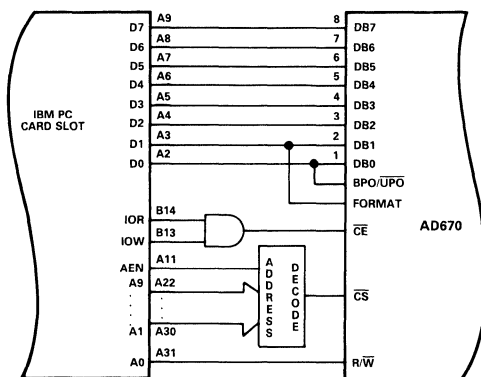 D7 A9 8 DB7
D6 A8 7 DB6
D5 A7 6 DB5
D4 A6 5 DB4
IBM PC
CARD SLOT
D3 A5 4 DB3
D2 A4 3 DB2
D1 A3 2 DB1
D0 A2 1 DB0
BPO/UPO
FORMAT
AD670
IOR B14
IOW B13
CE
AEN A11
A9 A22
A1 A30
ADDRESS
DECODE
CS
A0 A31
R/W